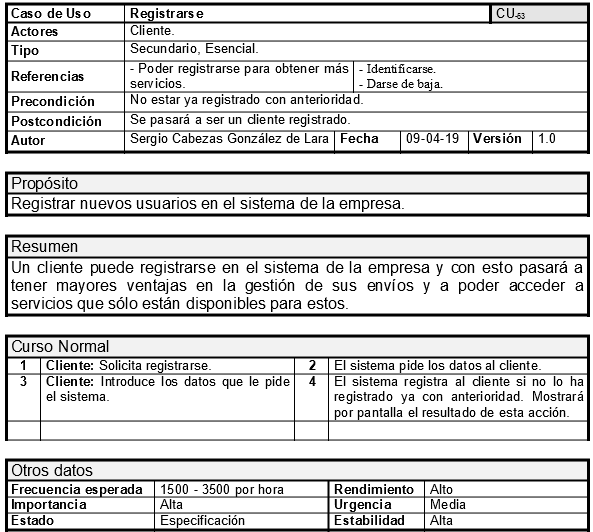 Caso de Uso Registrarse CU-53
Actores Cliente.
Tipo Secundario, Esencial.
Referencias - Poder registrarse para obtener más servicios. - Identificarse.
- Darse de baja.
Precondición No estar ya registrado con anterioridad.
Postcondición Se pasará a ser un cliente registrado.
Autor Sergio Cabezas González de Lara Fecha 09-04-19 Versión 1.0
Propósito
Registrar nuevos usuarios en el sistema de la empresa.
Resumen
Un cliente puede registrarse en el sistema de la empresa y con esto pasará a
tener mayores ventajas en la gestión de sus envíos y a poder acceder a
servicios que sólo están disponibles para estos.
Curso Normal
1 Cliente: Solicita registrarse. 2 El sistema pide los datos al cliente.
3 Cliente: Introduce los datos que le pide
el sistema.
4 El sistema registra al cliente si no lo ha
registrado ya con anterioridad. Mostrará
por pantalla el resultado de esta acción.
Otros datos
Frecuencia esperada 1500 - 3500 por hora Rendimiento Alto
Importancia Alta Urgencia Media
Estado Especificación Estabilidad Alta